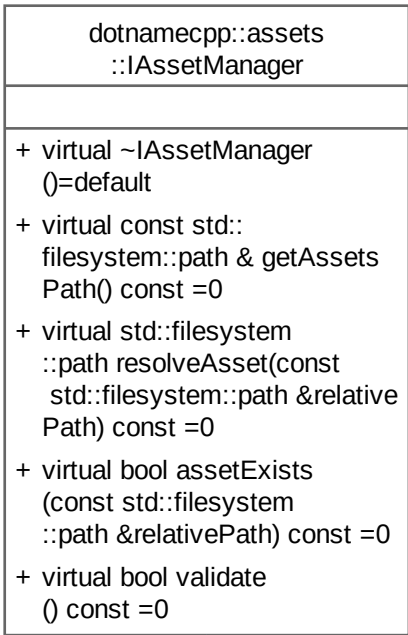 dotnamecpp::assets
::IAssetManager
+ virtual ~IAssetManager
()=default
+ virtual const std::
filesystem::path & getAssets
Path() const =0
+ virtual std::filesystem
::path resolveAsset(const
std::filesystem::path &relative
Path) const =0
+ virtual bool assetExists
(const std::filesystem
::path &relativePath) const =0
+ virtual bool validate
() const =0